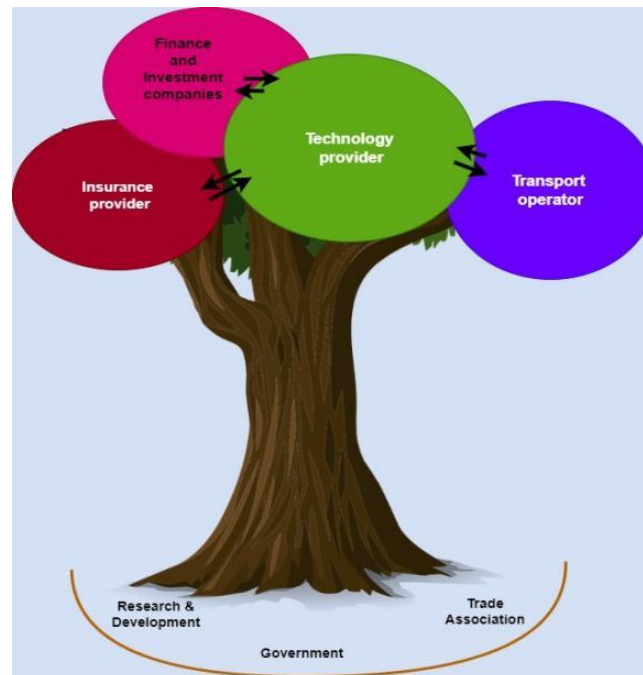 Finance
and
Investment
companies
Technology
provider
Insurance
provider
Transport
operator
Research &
Development
Trade
Association
Government